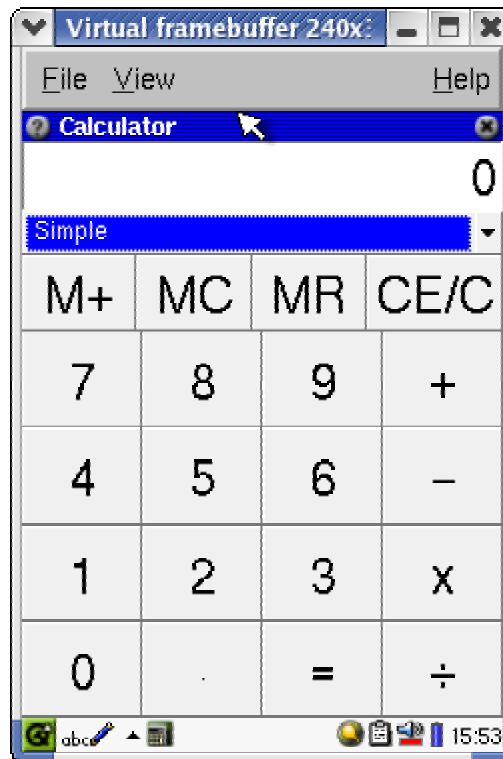 Virtual framebuffer 240x
File View Help
Calculator
0
Simple
M+ MC MR CE/C
7 8 9 +
4 5 6 −
1 2 3 x
0 . = ÷
abc 15:53